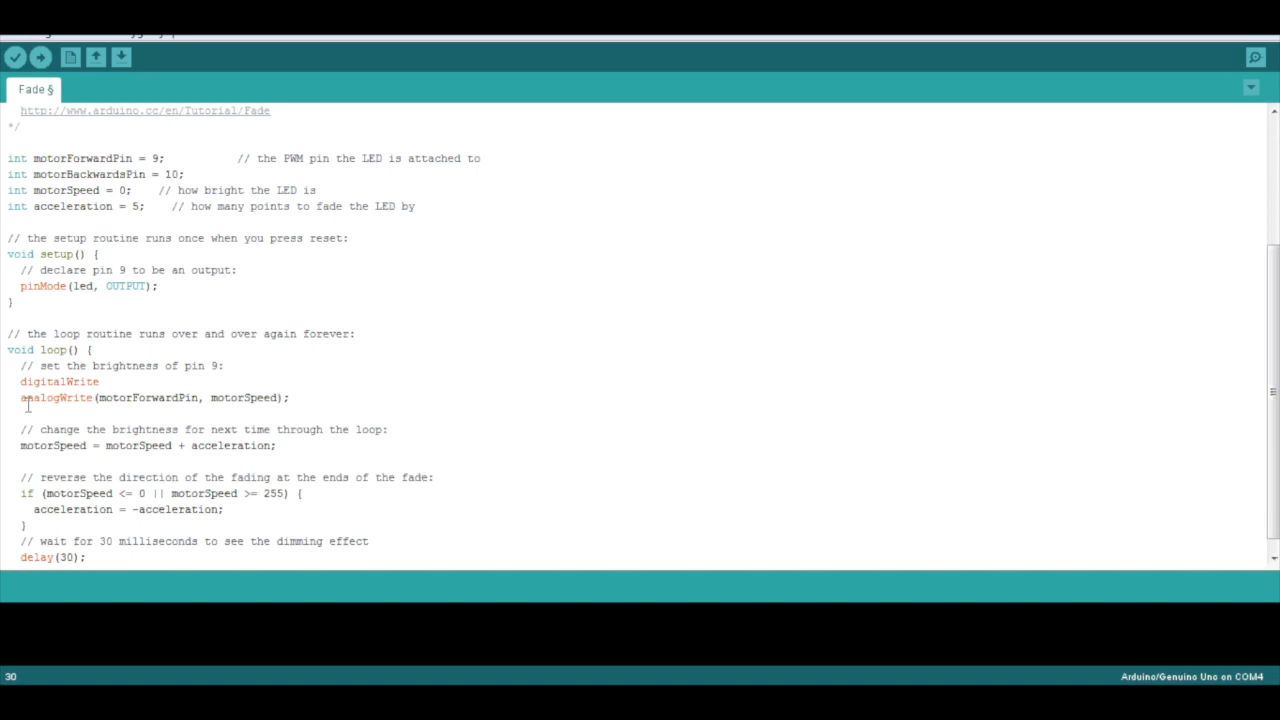 Fade §
http://www.arduino.cc/en/Tutorial/Fade
*/
int motorForwardPin = 9;           // the PWM pin the LED is attached to
int motorBackwardsPin = 10;
int motorSpeed = 0;    // how bright the LED is
int acceleration = 5;    // how many points to fade the LED by
// the setup routine runs once when you press reset:
void setup() {
  // declare pin 9 to be an output:
  pinMode(led, OUTPUT);
}
// the loop routine runs over and over again forever:
void loop() {
  // set the brightness of pin 9:
  digitalWrite
  analogWrite(motorForwardPin, motorSpeed);
  // change the brightness for next time through the loop:
  motorSpeed = motorSpeed + acceleration;
  // reverse the direction of the fading at the ends of the fade:
  if (motorSpeed <= 0 || motorSpeed >= 255) {
    acceleration = -acceleration;
  }
  // wait for 30 milliseconds to see the dimming effect
  delay(30);
30
Arduino/Genuino Uno on COM4